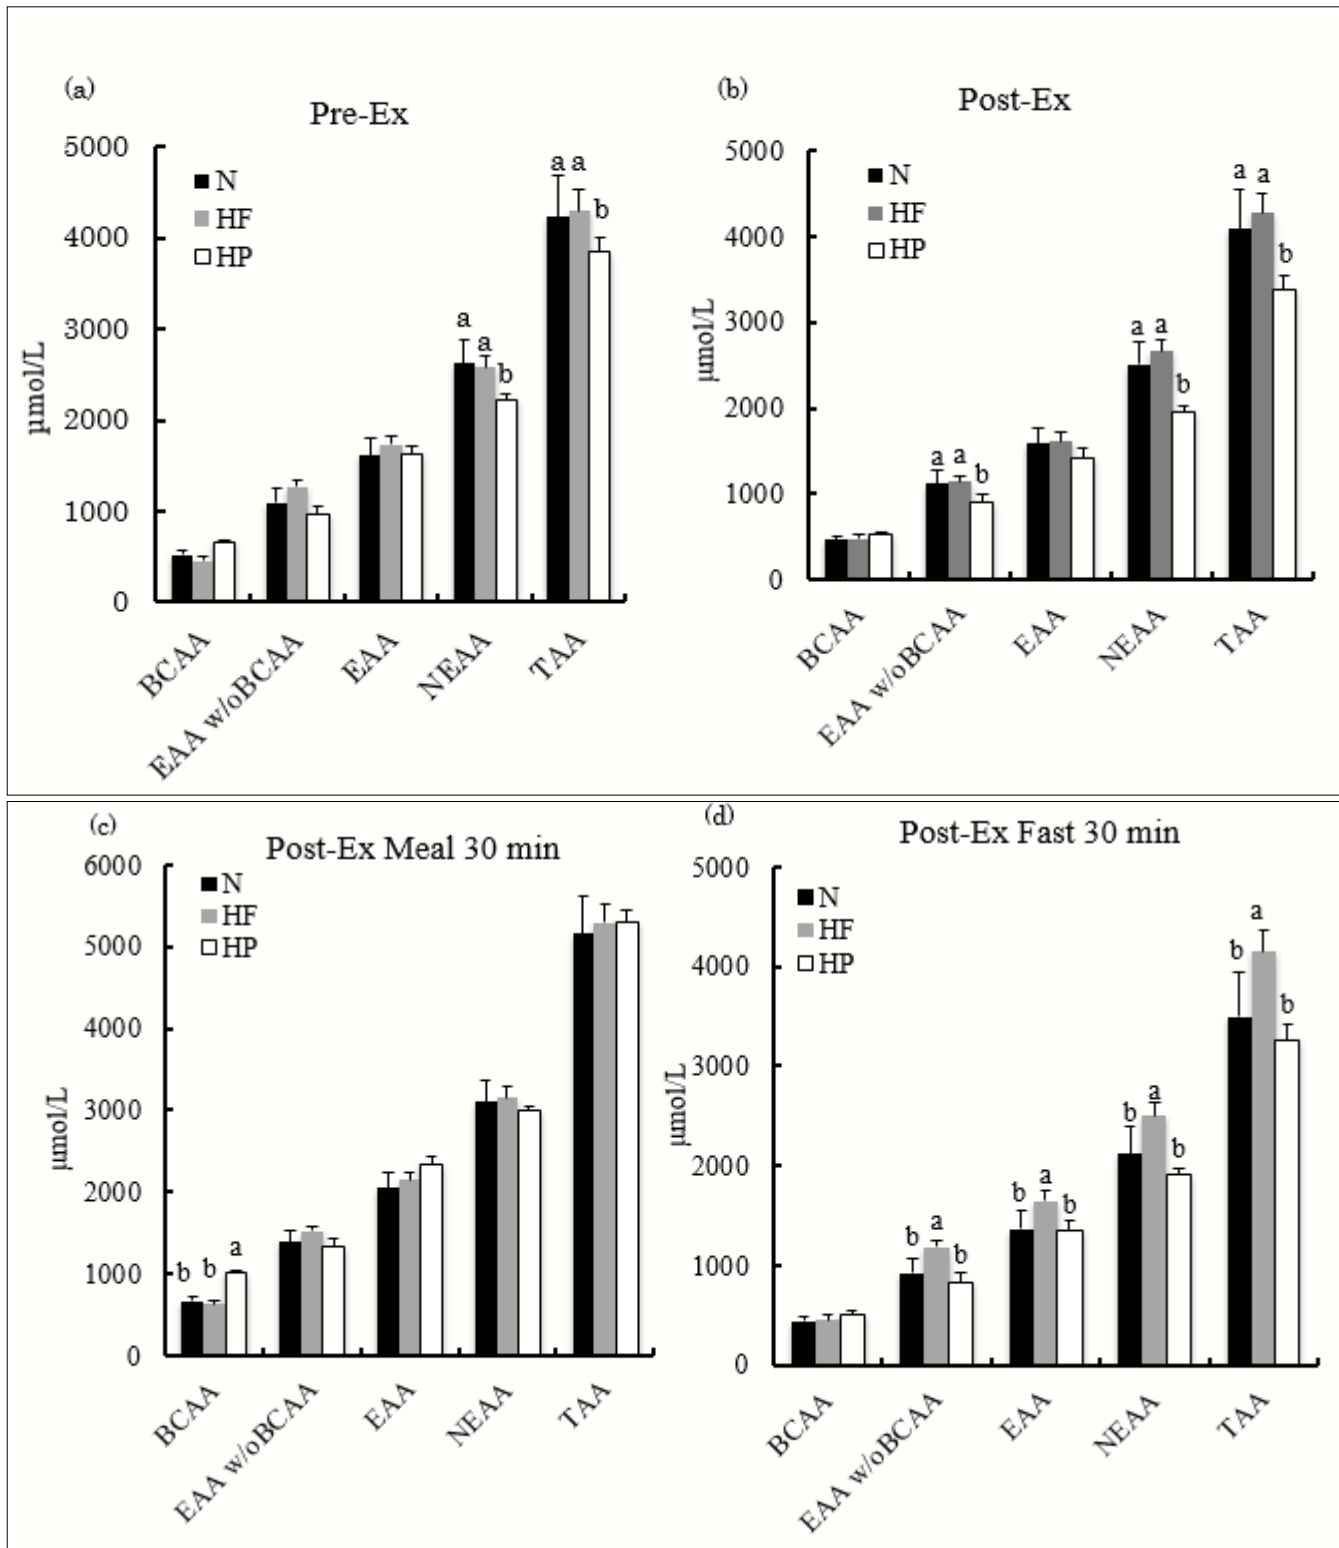 (a)
Pre-Ex
5000
4000
3000
2000
1000
0
µmol/L
N
HF
HP
a a b
a a b
BCAA
EAA w/oBCAA
EAA
NEAA
TAA
(b)
Post-Ex
5000
4000
3000
2000
1000
0
µmol/L
N
HF
HP
a a b
a a b
a a b
BCAA
EAA w/oBCAA
EAA
NEAA
TAA
(c)
Post-Ex Meal 30 min
6000
5000
4000
3000
2000
1000
0
µmol/L
N
HF
HP
b b a
BCAA
EAA w/oBCAA
EAA
NEAA
TAA
(d)
Post-Ex Fast 30 min
5000
4000
3000
2000
1000
0
µmol/L
N
HF
HP
b a b
b a b
b a b
b a b
BCAA
EAA w/oBCAA
EAA
NEAA
TAA